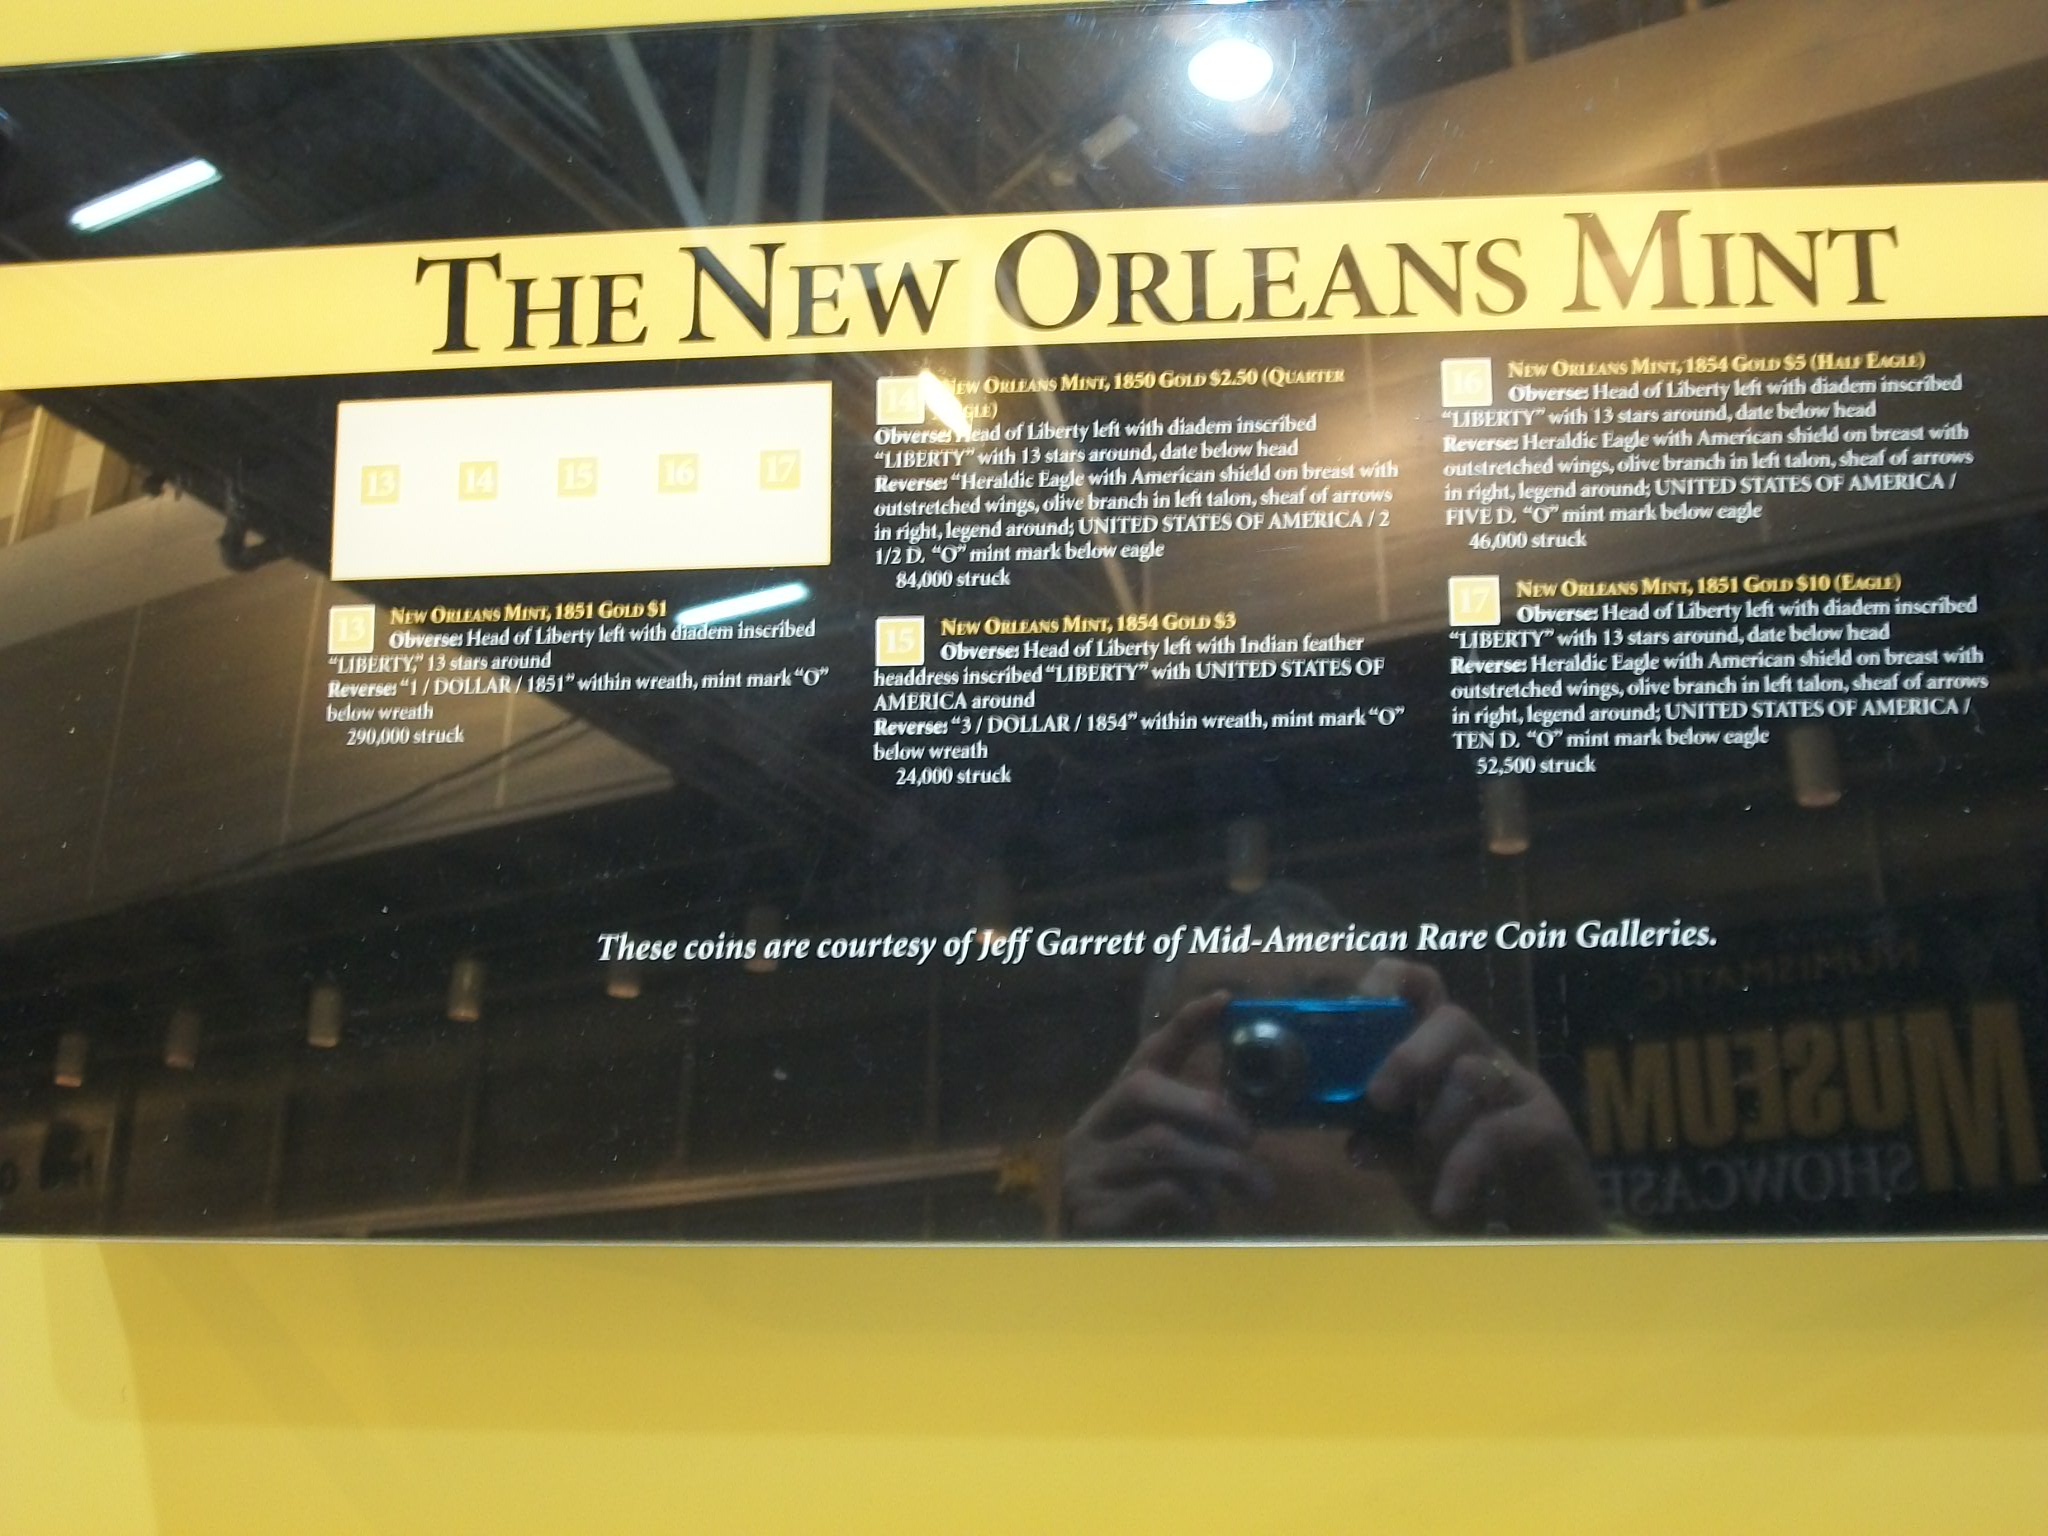 THE NEW ORLEANS MINT
13 14 15 16 17
13 NEW ORLEANS MINT, 1851 GOLD $1
Obverse: Head of Liberty left with diadem inscribed
“LIBERTY,” 13 stars around
Reverse: “1 / DOLLAR / 1851” within wreath, mint mark “O”
below wreath
290,000 struck
14 NEW ORLEANS MINT, 1850 GOLD $2.50 (QUARTER
EAGLE)
Obverse: Head of Liberty left with diadem inscribed
“LIBERTY” with 13 stars around, date below head
Reverse: “Heraldic Eagle with American shield on breast with
outstretched wings, olive branch in left talon, sheaf of arrows
in right, legend around; UNITED STATES OF AMERICA / 2
1/2 D. “O” mint mark below eagle
84,000 struck
15 NEW ORLEANS MINT, 1854 GOLD $3
Obverse: Head of Liberty left with Indian feather
headdress inscribed “LIBERTY” with UNITED STATES OF
AMERICA around
Reverse: “3 / DOLLAR / 1854” within wreath, mint mark “O”
below wreath
24,000 struck
16 NEW ORLEANS MINT, 1854 GOLD $5 (HALF EAGLE)
Obverse: Head of Liberty left with diadem inscribed
“LIBERTY” with 13 stars around, date below head
Reverse: Heraldic Eagle with American shield on breast with
outstretched wings, olive branch in left talon, sheaf of arrows
in right, legend around; UNITED STATES OF AMERICA /
FIVE D. “O” mint mark below eagle
46,000 struck
17 NEW ORLEANS MINT, 1851 GOLD $10 (EAGLE)
Obverse: Head of Liberty left with diadem inscribed
“LIBERTY” with 13 stars around, date below head
Reverse: Heraldic Eagle with American shield on breast with
outstretched wings, olive branch in left talon, sheaf of arrows
in right, legend around; UNITED STATES OF AMERICA /
TEN D. “O” mint mark below eagle
52,500 struck
These coins are courtesy of Jeff Garrett of Mid-American Rare Coin Galleries.
NUMISMATIC
MUSEUM
SHOWCASE